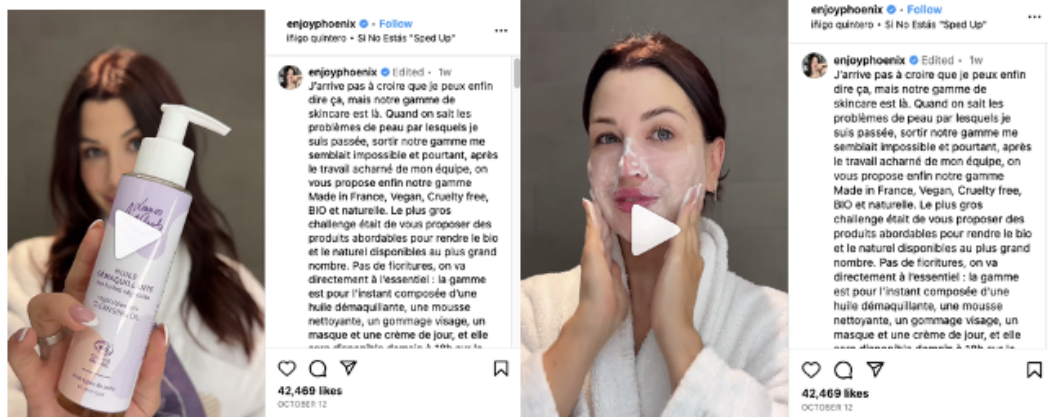 enjoyphoenix • Follow
iñigo quintero • Si No Estás "Sped Up"
enjoyphoenix Edited • 1w
J'arrive pas à croire que je peux enfin
dire ça, mais notre gamme de
skincare est là. Quand on sait les
problèmes de peau par lesquels je
suis passée, sortir notre gamme me
semblait impossible et pourtant, après
le travail acharné de mon équipe, on
vous propose enfin notre gamme
Made in France, Vegan, Cruelty free,
BIO et naturelle. Le plus gros
challenge était de vous proposer des
produits abordables pour rendre le bio
et le naturel disponibles au plus grand
nombre. Pas de fioritures, on va
directement à l'essentiel : la gamme
est pour l'instant composée d'une
huile démaquillante, une mousse
nettoyante, un gommage visage, un
masque et une crème de jour, et elle
42,469 likes
OCTOBER 12
HUILE
DÉMAQUILLANTE
CLEANSING OIL
enjoyphoenix • Follow
iñigo quintero • Si No Estás "Sped Up"
enjoyphoenix Edited • 1w
J'arrive pas à croire que je peux enfin
dire ça, mais notre gamme de
skincare est là. Quand on sait les
problèmes de peau par lesquels je
suis passée, sortir notre gamme me
semblait impossible et pourtant, après
le travail acharné de mon équipe, on
vous propose enfin notre gamme
Made in France, Vegan, Cruelty free,
BIO et naturelle. Le plus gros
challenge était de vous proposer des
produits abordables pour rendre le bio
et le naturel disponibles au plus grand
nombre. Pas de fioritures, on va
directement à l'essentiel : la gamme
est pour l'instant composée d'une
huile démaquillante, une mousse
nettoyante, un gommage visage, un
masque et une crème de jour, et elle
42,469 likes
OCTOBER 12